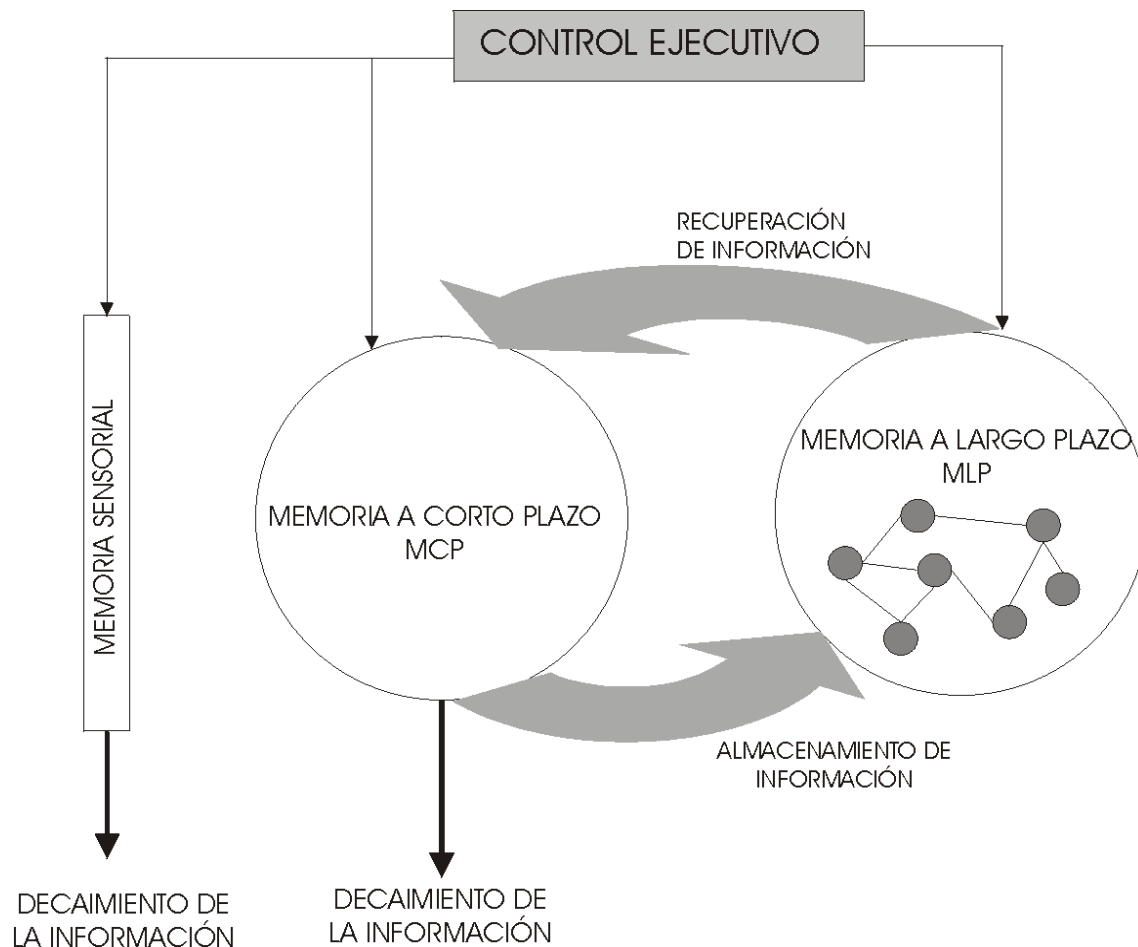 CONTROL EJECUTIVO
RECUPERACIÓN
DE INFORMACIÓN
MEMORIA SENSORIAL
MEMORIA A CORTO PLAZO
MCP
MEMORIA A LARGO PLAZO
MLP
ALMACENAMIENTO DE
INFORMACIÓN
DECAIMIENTO DE
LA INFORMACIÓN
DECAIMIENTO DE
LA INFORMACIÓN